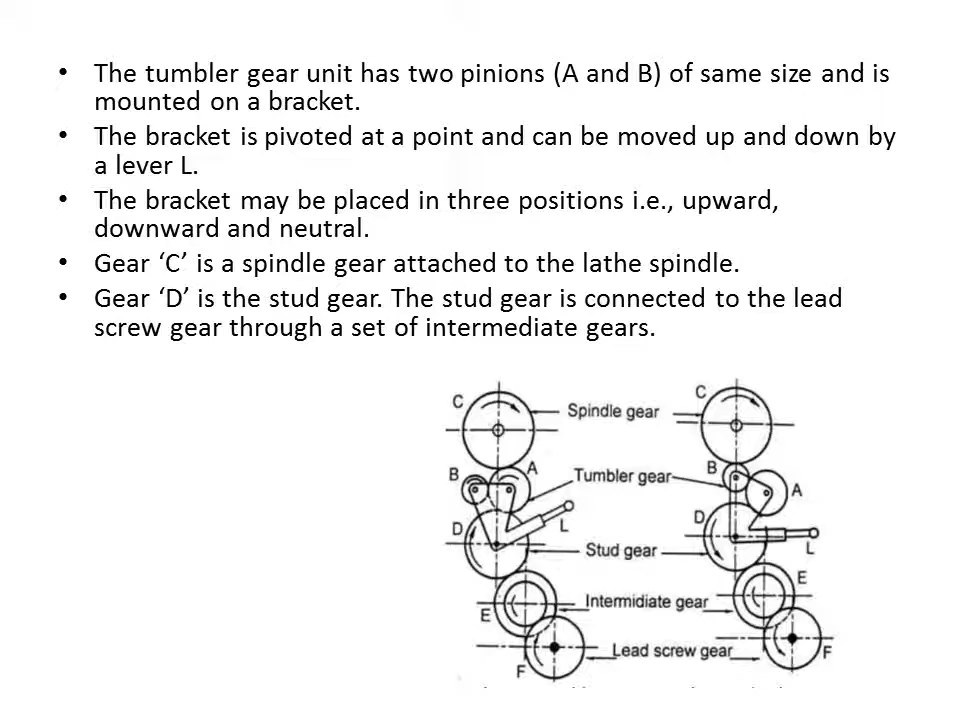 • The tumbler gear unit has two pinions (A and B) of same size and is
mounted on a bracket.
• The bracket is pivoted at a point and can be moved up and down by
a lever L.
• The bracket may be placed in three positions i.e., upward,
downward and neutral.
• Gear ‘C’ is a spindle gear attached to the lathe spindle.
• Gear ‘D’ is the stud gear. The stud gear is connected to the lead
screw gear through a set of intermediate gears.
C
Spindle gear
C
B
A
Tumbler gear
B
A
D
L
Stud gear
D
L
E
Intermidiate gear
E
F
Lead screw gear
F